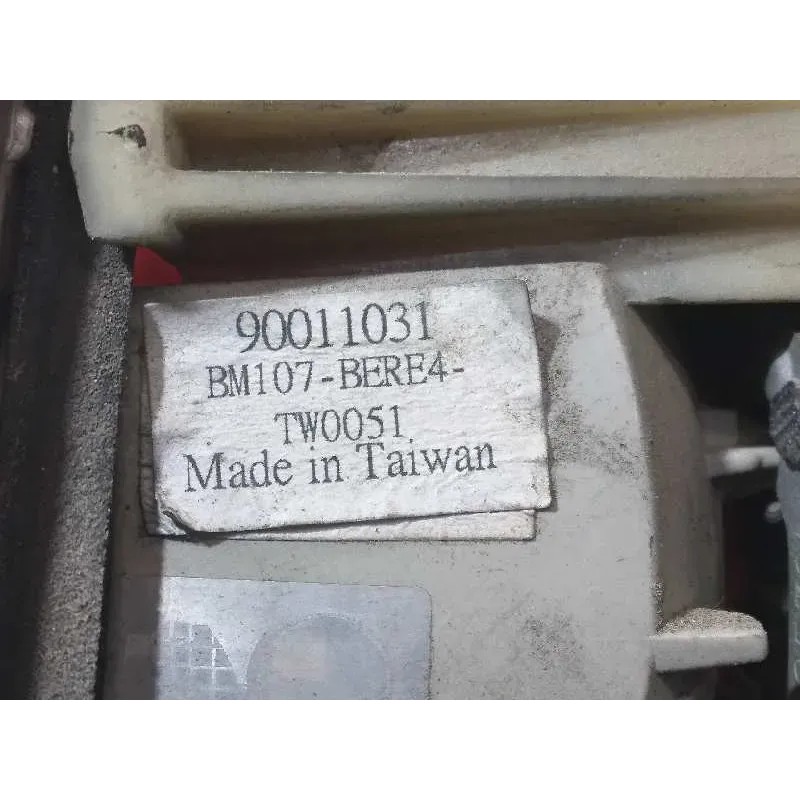 90011031
BM107-BERE4-
TW0051
Made in Taiwan